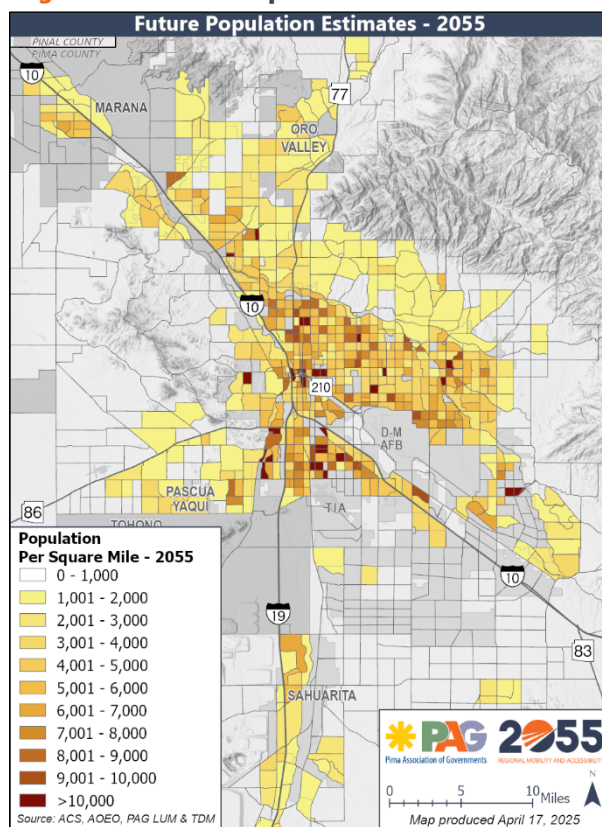 Future Population Estimates - 2055
PINAL COUNTY
PIMA COUNTY
10
MARANA
77
ORO
VALLEY
10
210
D-M
AFB
PASCUA
YAQUI
86
TOHONO
TIA
10
19
83
SAHUARITA
Population
Per Square Mile - 2055
0 - 1,000
1,001 - 2,000
2,001 - 3,000
3,001 - 4,000
4,001 - 5,000
5,001 - 6,000
6,001 - 7,000
7,001 - 8,000
8,001 - 9,000
9,001 - 10,000
>10,000
Source: ACS, AOEO, PAG LUM & TDM
PAG
Pima Association of Governments
2055
REGIONAL MOBILITY AND ACCESSIBILITY
N
0 5 10 Miles
Map produced April 17, 2025